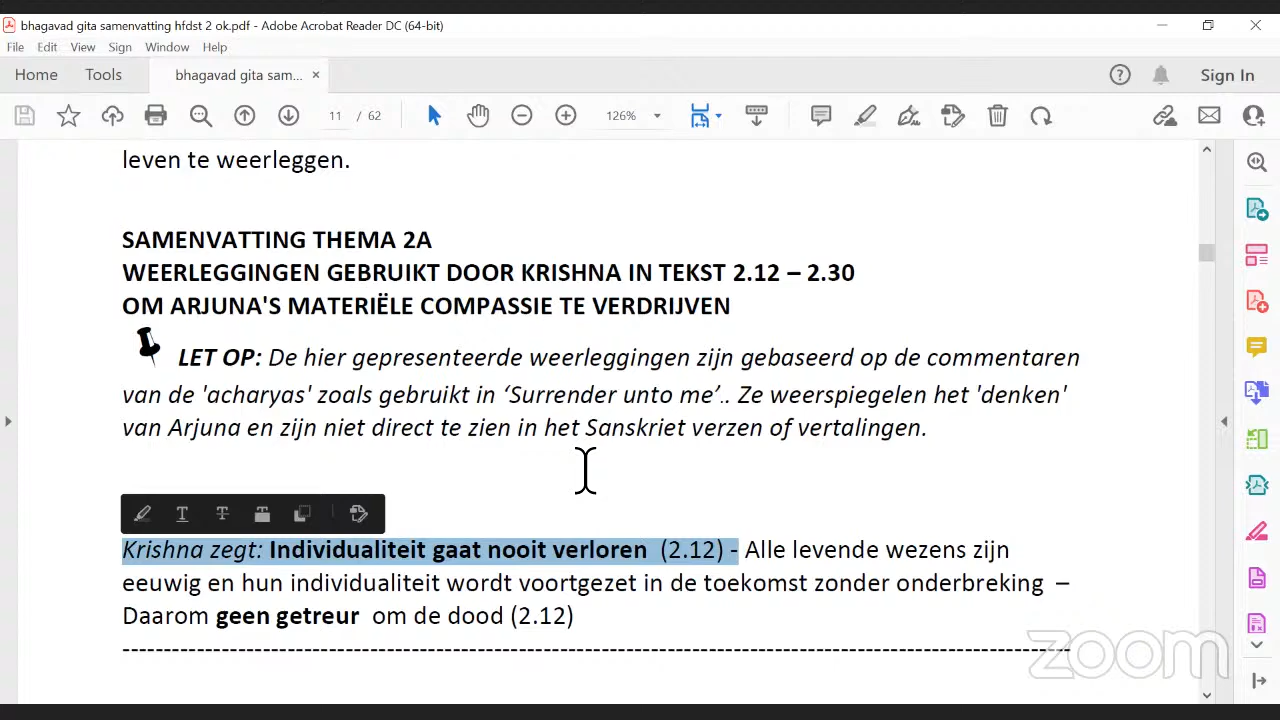 bhagavad gita samenvatting hfdst 2 ok.pdf - Adobe Acrobat Reader DC (64-bit)
File Edit View Sign Window Help
Home Tools bhagavad gita sam... × Sign In
11 / 62 126%
leven te weerleggen.
SAMENVATTING THEMA 2A
WEERLEGGINGEN GEBRUIKT DOOR KRISHNA IN TEKST 2.12 – 2.30
OM ARJUNA'S MATERIËLE COMPASSIE TE VERDRIJVEN
LET OP: De hier gepresenteerde weerleggingen zijn gebaseerd op de commentaren
van de 'acharyas' zoals gebruikt in ‘Surrender unto me’.. Ze weerspiegelen het 'denken'
van Arjuna en zijn niet direct te zien in het Sanskriet verzen of vertalingen.
Krishna zegt: Individualiteit gaat nooit verloren (2.12) - Alle levende wezens zijn
eeuwig en hun individualiteit wordt voortgezet in de toekomst zonder onderbreking –
Daarom geen getreur om de dood (2.12)
---------------------------------------------------------------------------------------------------------------
zoom